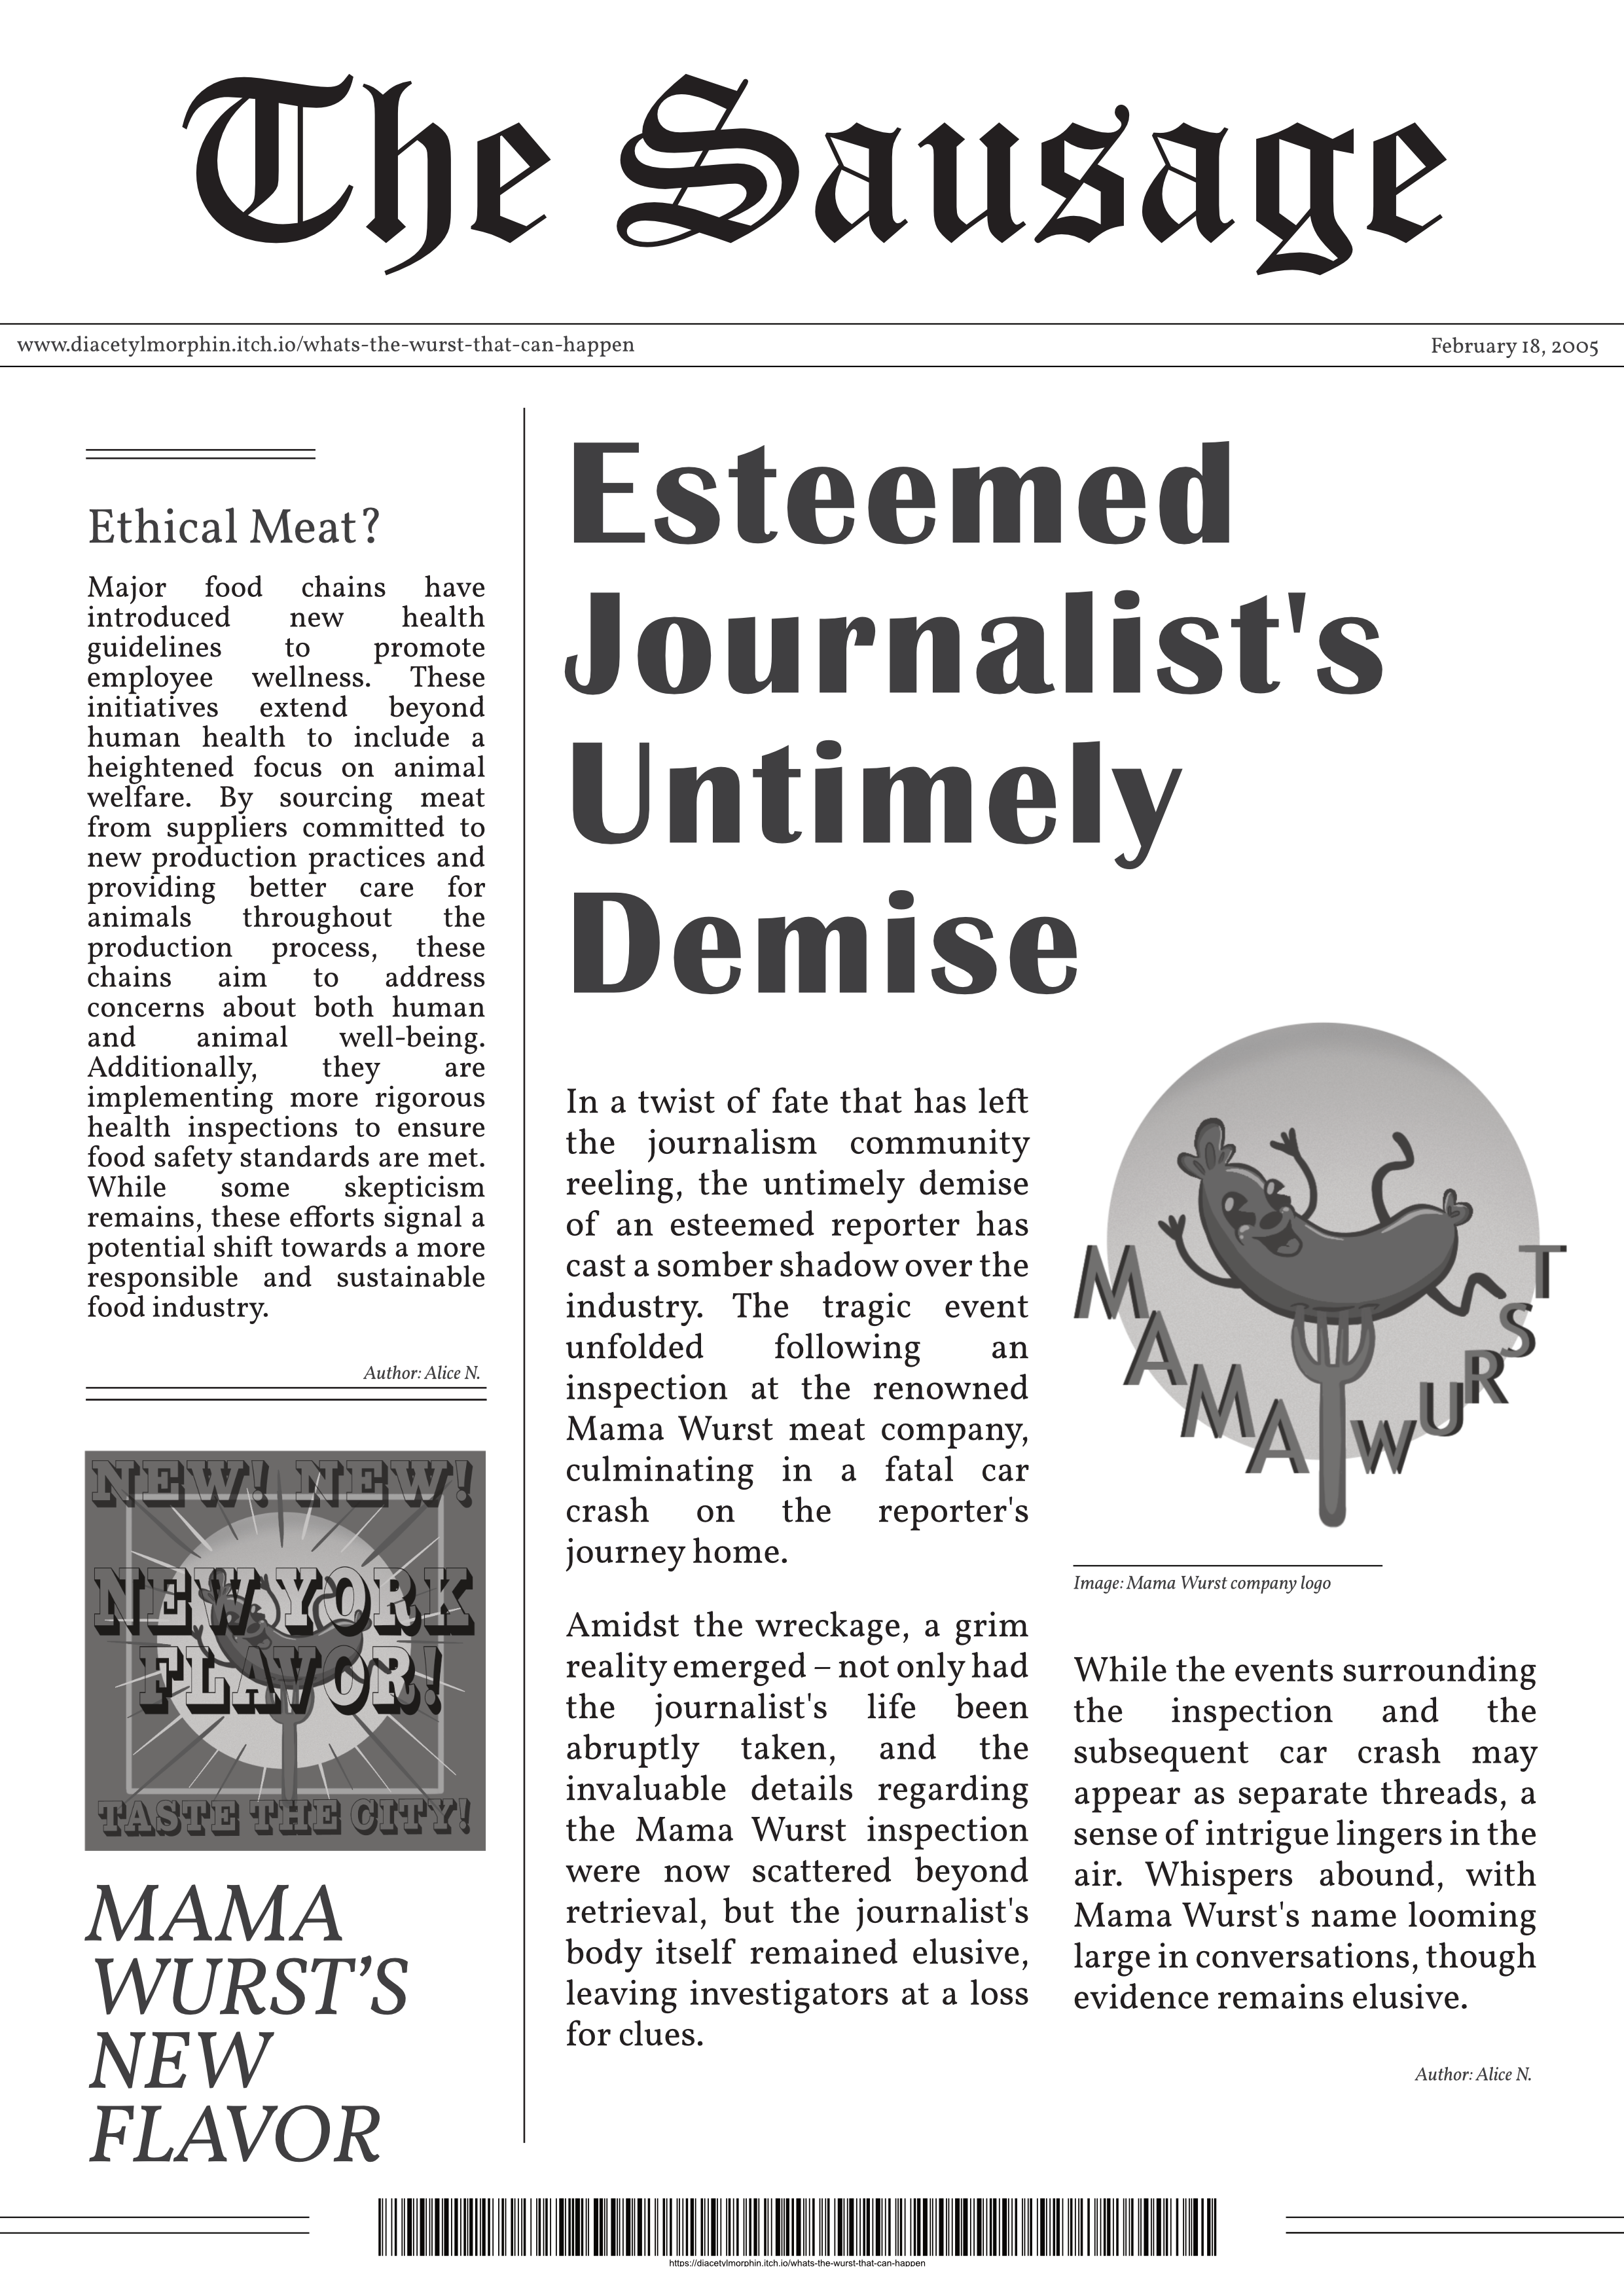 The Sausage
www.diacetylmorphin.itch.io/whats-the-wurst-that-can-happen
February 18, 2005
Ethical Meat?
Major food chains have
introduced new health
guidelines to promote
employee wellness. These
initiatives extend beyond
human health to include a
heightened focus on animal
welfare. By sourcing meat
from suppliers committed to
new production practices and
providing better care for
animals throughout the
production process, these
chains aim to address
concerns about both human
and animal well-being.
Additionally, they are
implementing more rigorous
health inspections to ensure
food safety standards are met.
While some skepticism
remains, these efforts signal a
potential shift towards a more
responsible and sustainable
food industry.
Author: Alice N.
NEW! NEW!
NEW YORK
FLAVOR!
TASTE THE CITY!
MAMA
WURST’S
NEW
FLAVOR
Esteemed
Journalist's
Untimely
Demise
In a twist of fate that has left
the journalism community
reeling, the untimely demise
of an esteemed reporter has
cast a somber shadow over the
industry. The tragic event
unfolded following an
inspection at the renowned
Mama Wurst meat company,
culminating in a fatal car
crash on the reporter's
journey home.
Amidst the wreckage, a grim
reality emerged – not only had
the journalist's life been
abruptly taken, and the
invaluable details regarding
the Mama Wurst inspection
were now scattered beyond
retrieval, but the journalist's
body itself remained elusive,
leaving investigators at a loss
for clues.
MAMA WURST
Image: Mama Wurst company logo
While the events surrounding
the inspection and the
subsequent car crash may
appear as separate threads, a
sense of intrigue lingers in the
air. Whispers abound, with
Mama Wurst's name looming
large in conversations, though
evidence remains elusive.
Author: Alice N.
https://diacetylmorphin.itch.io/whats-the-wurst-that-can-happen